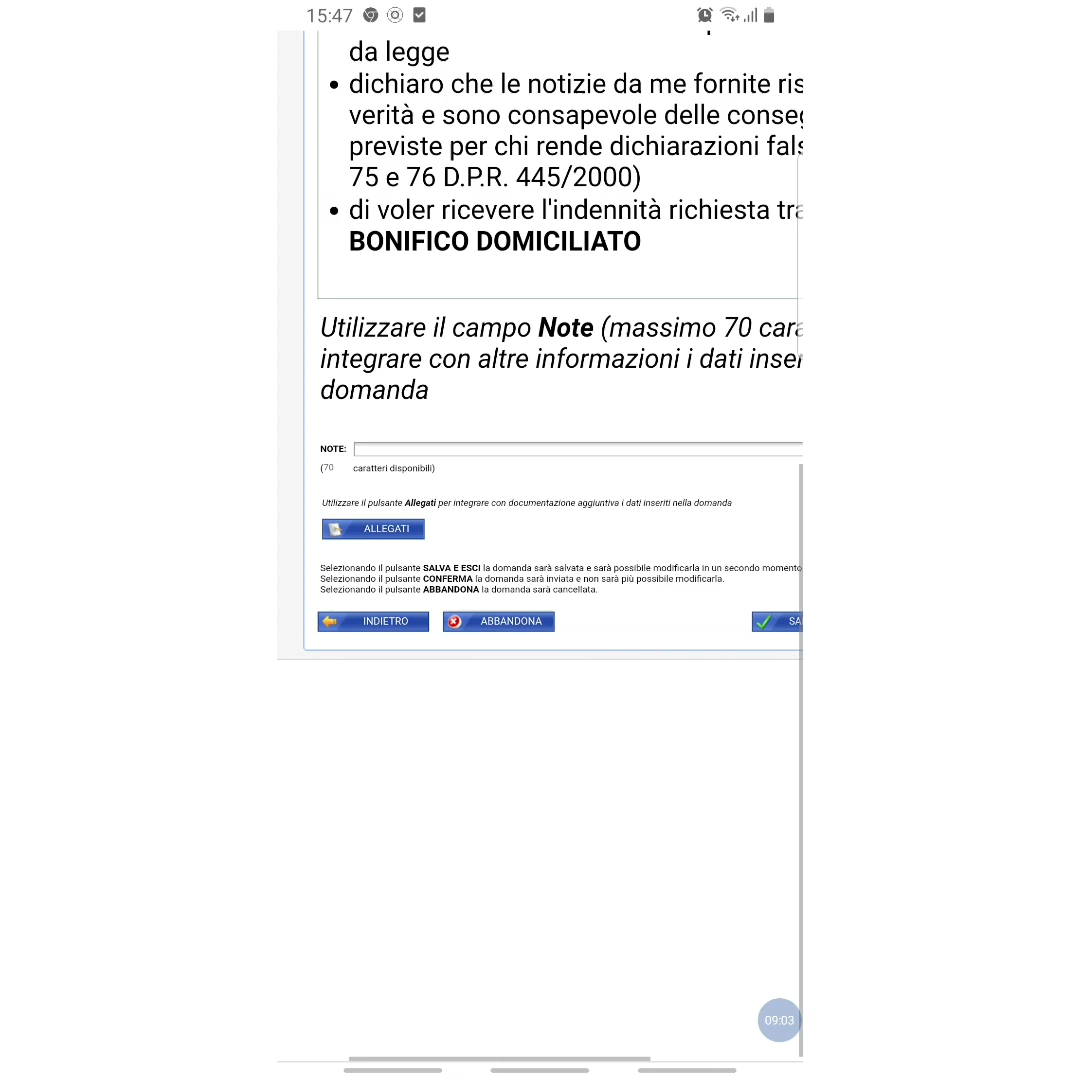 15:47
da legge
• dichiaro che le notizie da me fornite ris
verità e sono consapevole delle conse
previste per chi rende dichiarazioni fals
75 e 76 D.P.R. 445/2000)
• di voler ricevere l'indennità richiesta tra
BONIFICO DOMICILIATO
Utilizzare il campo Note (massimo 70 cara
integrare con altre informazioni i dati inser
domanda
NOTE:
(70 caratteri disponibili)
Utilizzare il pulsante Allegati per integrare con documentazione aggiuntiva i dati inseriti nella domanda
ALLEGATI
Selezionando il pulsante SALVA E ESCI la domanda sarà salvata e sarà possibile modificarla in un secondo momento
Selezionando il pulsante CONFERMA la domanda sarà inviata e non sarà più possibile modificarla.
Selezionando il pulsante ABBANDONA la domanda sarà cancellata.
INDIETRO ABBANDONA SA
09:03